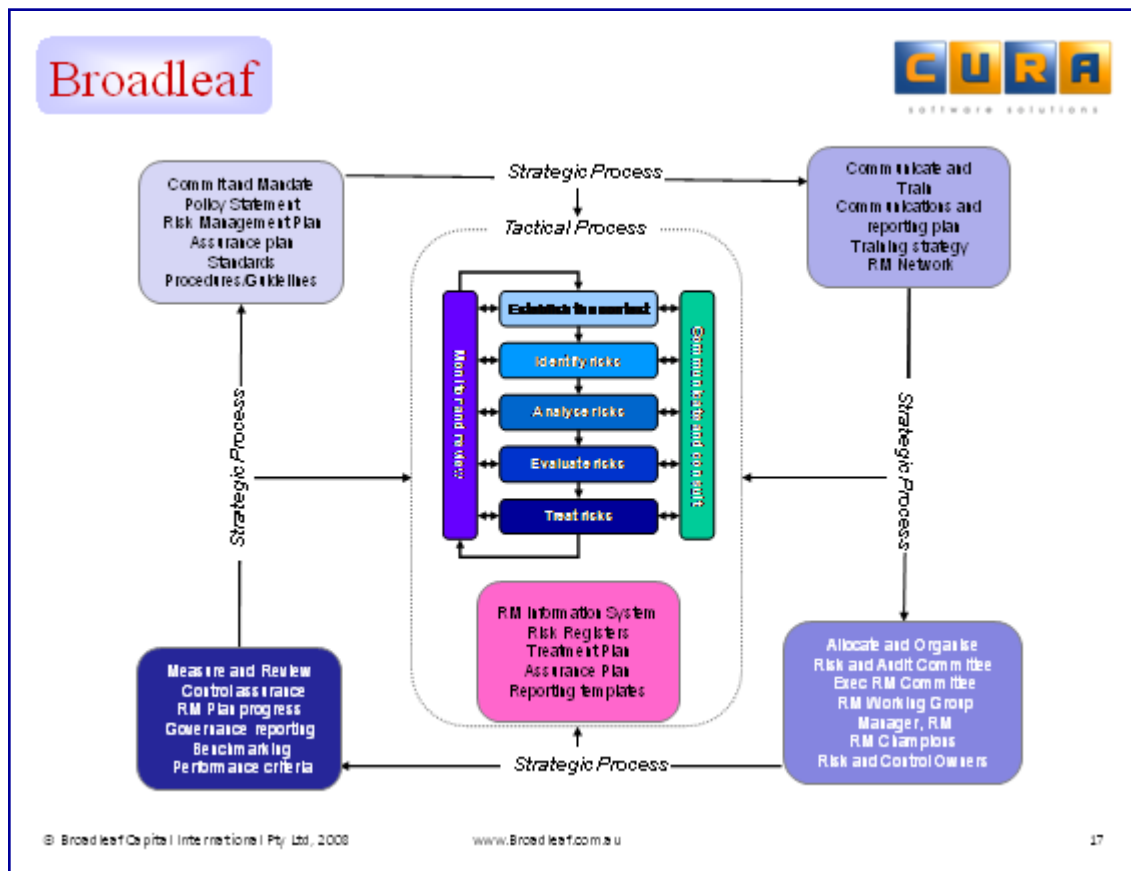 Broadleaf
CURA
software solutions
Strategic Process
Commit and Mandate
Policy Statement
Risk Management Plan
Assurance plan
Standards
Procedures/Guidelines
Communicate and
Train
Communications and
reporting plan
Training strategy
RM Network
Tactical Process
Establish the context
Identify risks
Analyse risks
Evaluate risks
Treat risks
Monitor and review
Communicate and consult
Strategic Process
Strategic Process
RM Information System
Risk Registers
Treatment Plan
Assurance Plan
Reporting templates
Measure and Review
Control assurance
RM Plan progress
Governance reporting
Benchmarking
Performance criteria
Allocate and Organise
Risk and Audit Committee
Exec RM Committee
RM Working Group
Manager, RM
RM Champions
Risk and Control Owners
Strategic Process
© Broadleaf Capital International Pty Ltd, 2008
www.Broadleaf.com.au
17